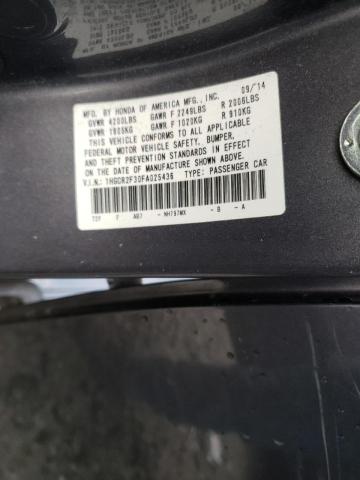 MFD. BY HONDA OF AMERICA MFG., INC. 09/14
GVWR 4200LBS GAWR F 2249LBS R 2006LBS
GVWR 1905KG GAWR F 1020KG R 910KG
THIS VEHICLE CONFORMS TO ALL APPLICABLE
FEDERAL MOTOR VEHICLE SAFETY, BUMPER,
AND THEFT PREVENTION STANDARDS IN EFFECT
ON THE DATE OF MANUFACTURE SHOWN ABOVE.
V.I.N.: 1HGCR2F30FA025436 TYPE: PASSENGER CAR
F AB7 - NH797MX - B - A